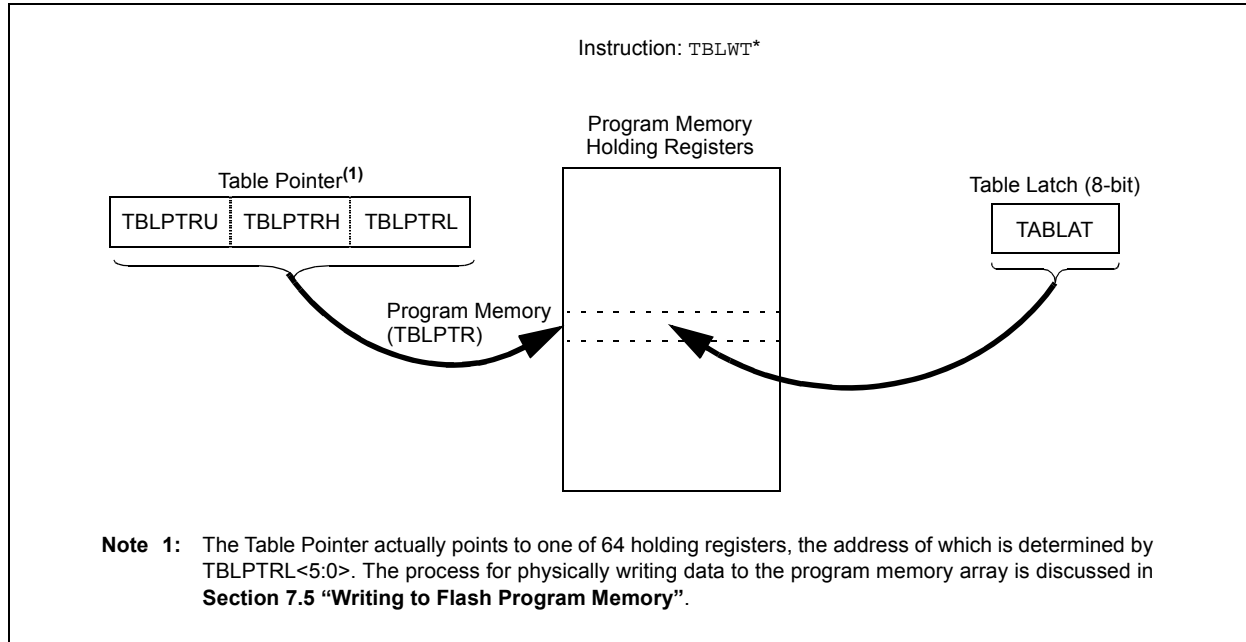 Instruction: TBLWT*
Program Memory
Holding Registers
Table Pointer(1)
Table Latch (8-bit)
TBLPTRU TBLPTRH TBLPTRL
TABLAT
Program Memory
(TBLPTR)
Note 1: The Table Pointer actually points to one of 64 holding registers, the address of which is determined by
TBLPTRL<5:0>. The process for physically writing data to the program memory array is discussed in
Section 7.5 “Writing to Flash Program Memory”.